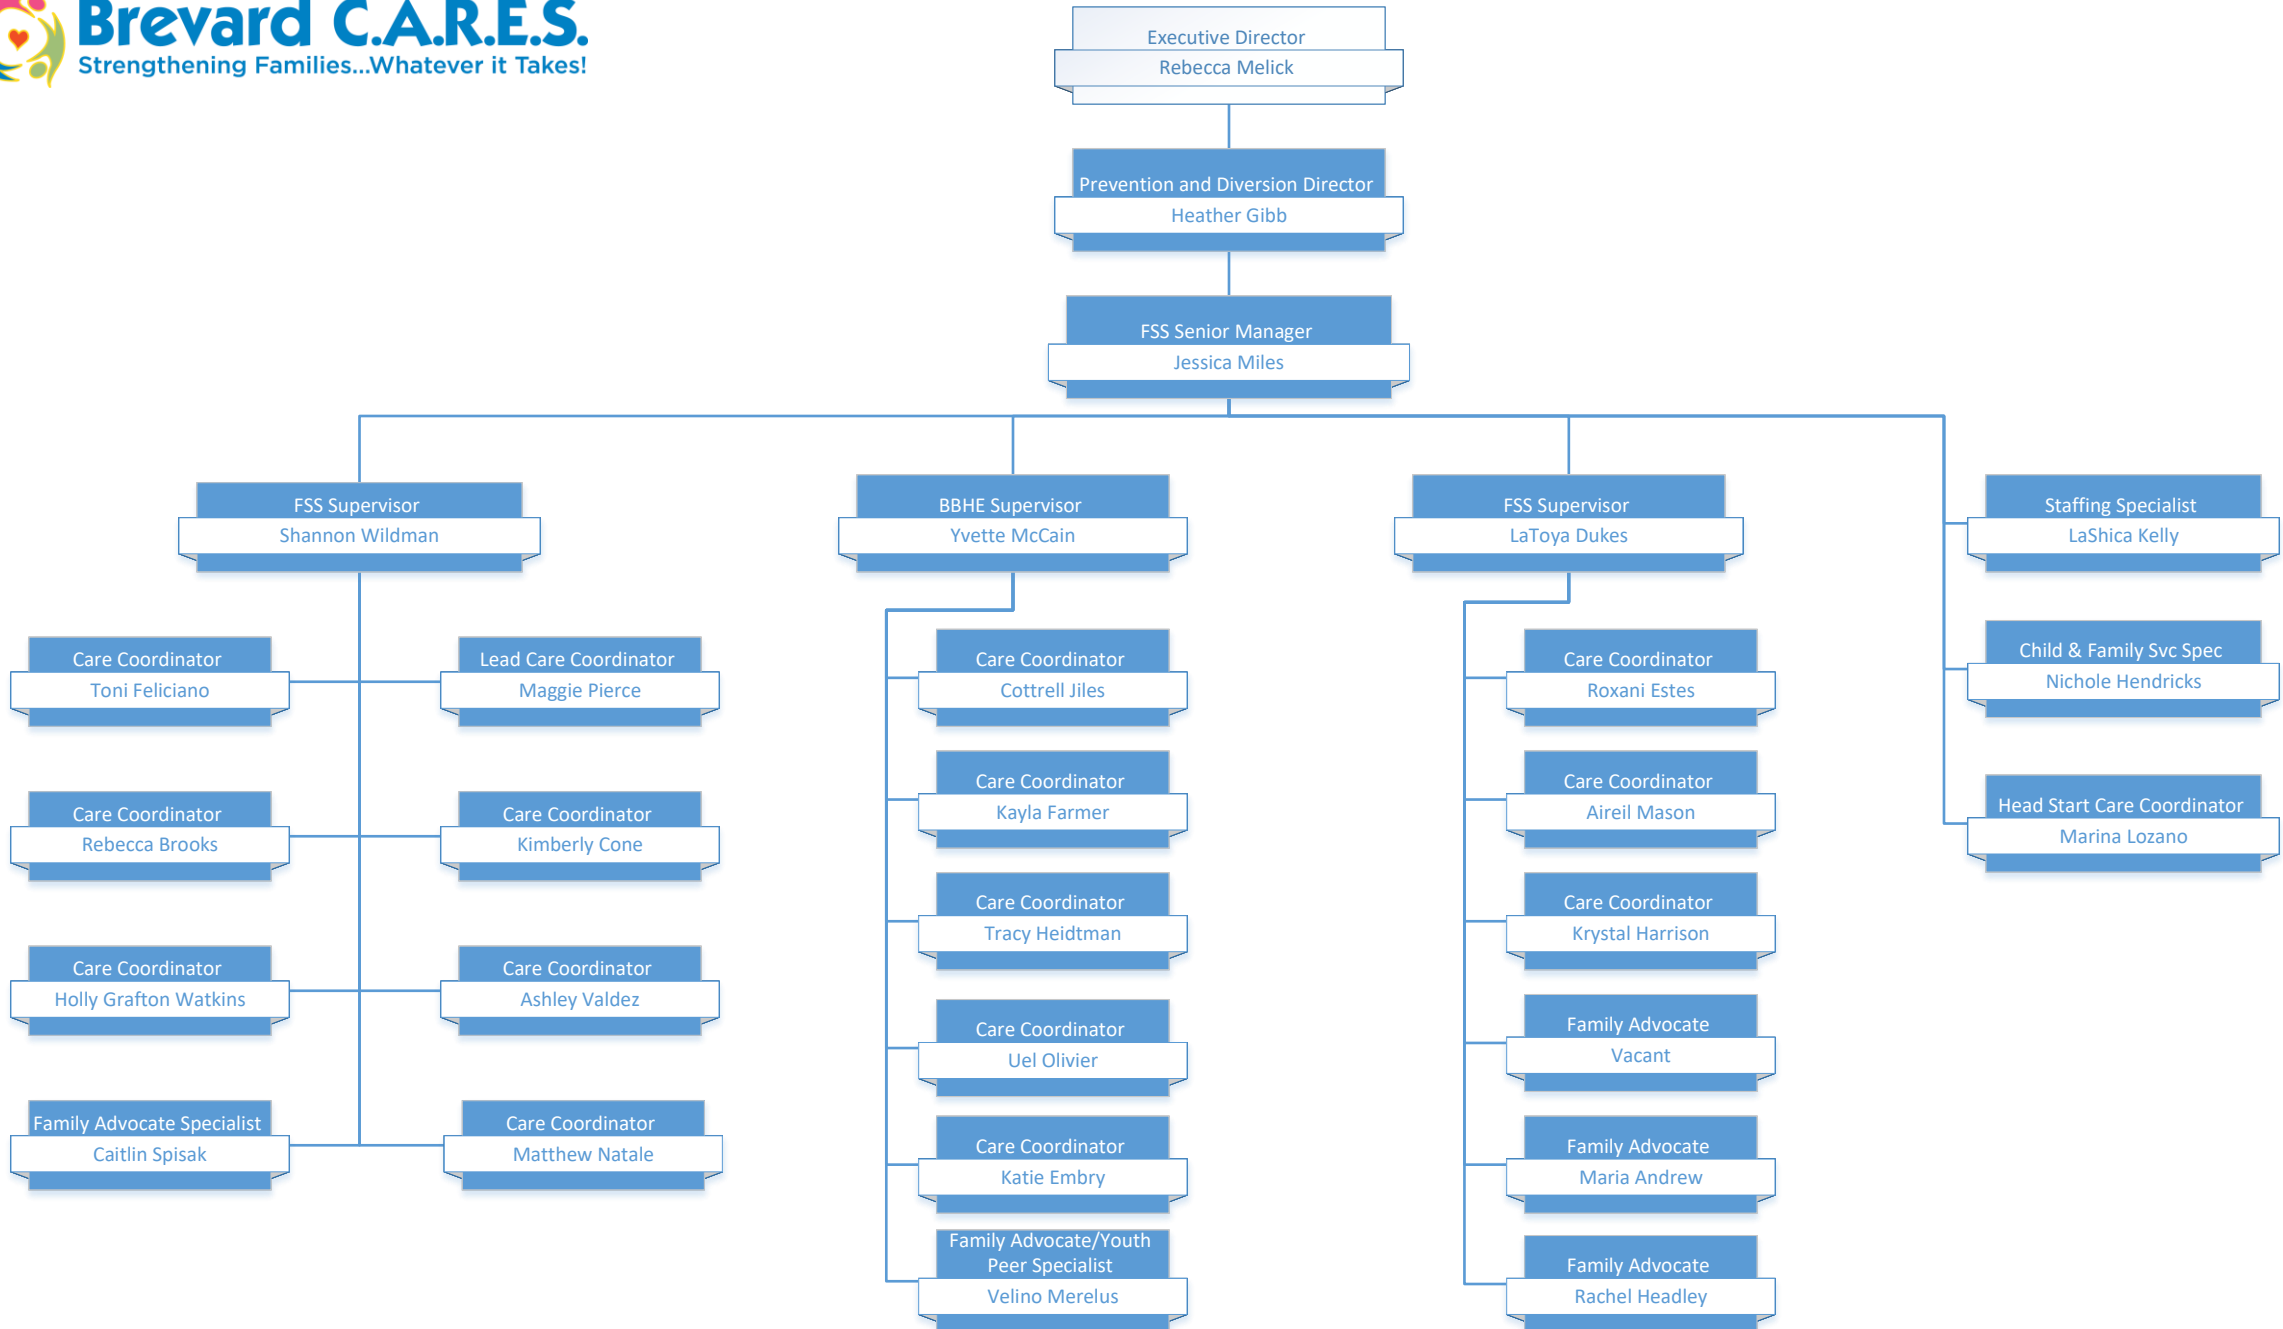 Brevard C.A.R.E.S.
Strengthening Families...Whatever it Takes!
Executive Director
Rebecca Melick
Prevention and Diversion Director
Heather Gibb
FSS Senior Manager
Jessica Miles
FSS Supervisor
Shannon Wildman
Care Coordinator
Toni Feliciano
Lead Care Coordinator
Maggie Pierce
Care Coordinator
Rebecca Brooks
Care Coordinator
Kimberly Cone
Care Coordinator
Holly Grafton Watkins
Care Coordinator
Ashley Valdez
Family Advocate Specialist
Caitlin Spisak
Care Coordinator
Matthew Natale
BBHE Supervisor
Yvette McCain
Care Coordinator
Cottrell Jiles
Care Coordinator
Kayla Farmer
Care Coordinator
Tracy Heidtman
Care Coordinator
Uel Olivier
Care Coordinator
Katie Embry
Family Advocate/Youth
Peer Specialist
Velino Merelus
FSS Supervisor
LaToya Dukes
Care Coordinator
Roxani Estes
Care Coordinator
Aireil Mason
Care Coordinator
Krystal Harrison
Family Advocate
Vacant
Family Advocate
Maria Andrew
Family Advocate
Rachel Headley
Staffing Specialist
LaShica Kelly
Child & Family Svc Spec
Nichole Hendricks
Head Start Care Coordinator
Marina Lozano